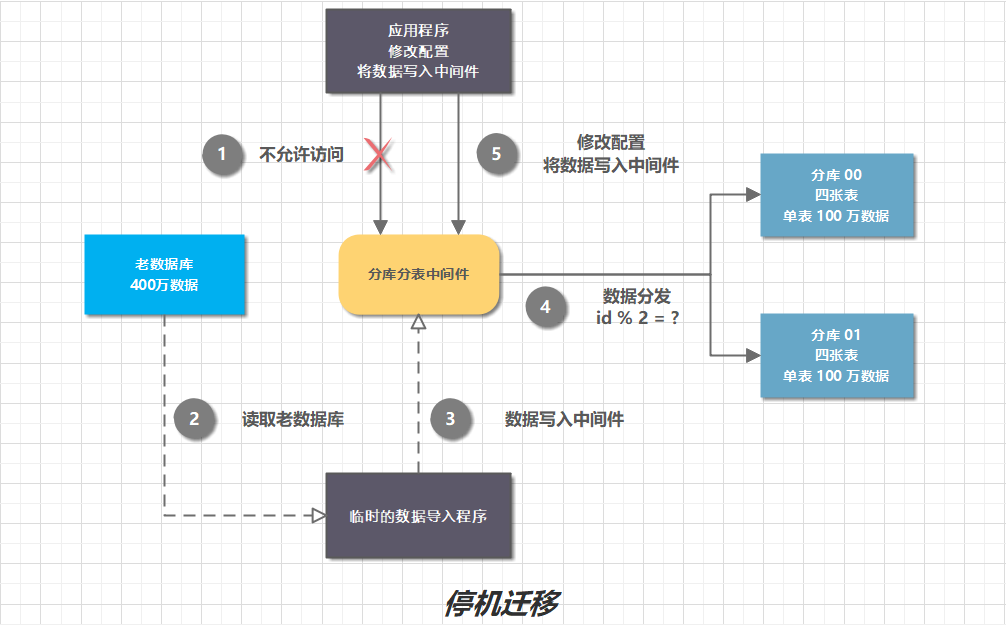 应用程序
修改配置
将数据写入中间件
1
不允许访问
5
修改配置
将数据写入中间件
分库 00
四张表
单表 100 万数据
老数据库
400万数据
分库分表中间件
4
数据分发
id % 2 = ?
分库 01
四张表
单表 100 万数据
2
读取老数据库
3
数据写入中间件
临时的数据导入程序
停机迁移